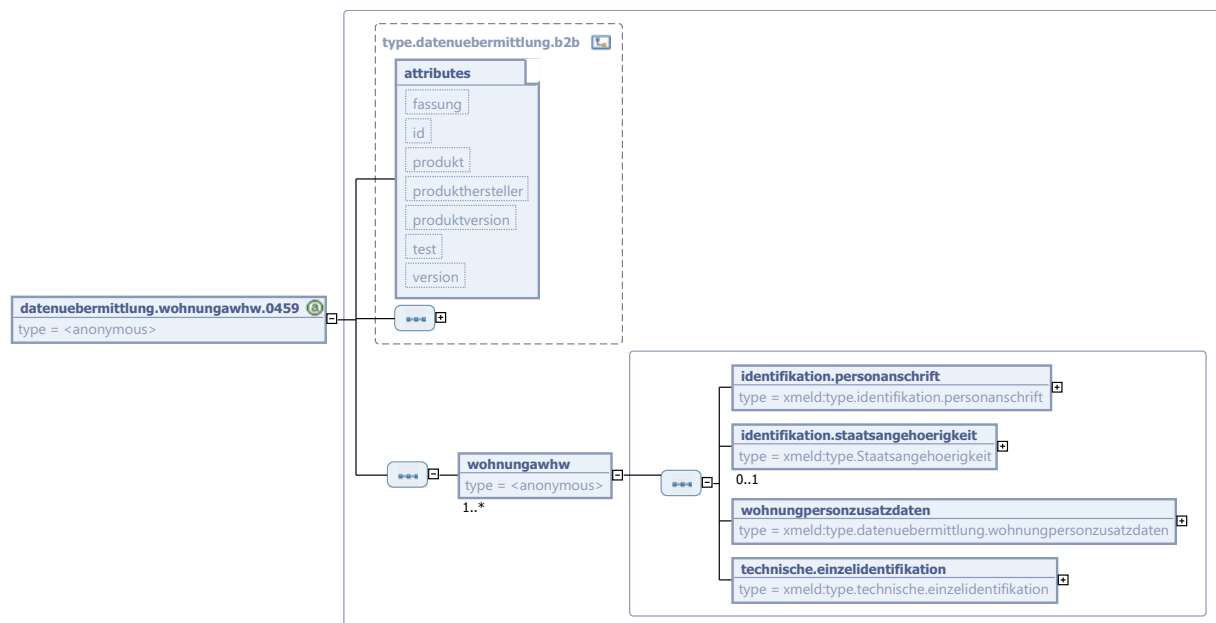 type.datenuebermittlung.b2b
attributes
fassung
id
produkt
produkthersteller
produktversion
test
version
datenuebermittlung.wohnungawhw.0459
type = <anonymous>
wohnungawhw
type = <anonymous>
1..*
identifikation.personanschrift
type = xmeld:type.identifikation.personanschrift
identifikation.staatsangehoerigkeit
type = xmeld:type.Staatsangehoerigkeit
0..1
wohnungpersonzusatzdaten
type = xmeld:type.datenuebermittlung.wohnungpersonzusatzdaten
technische.einzelidentifikation
type = xmeld:type.technische.einzelidentifikation